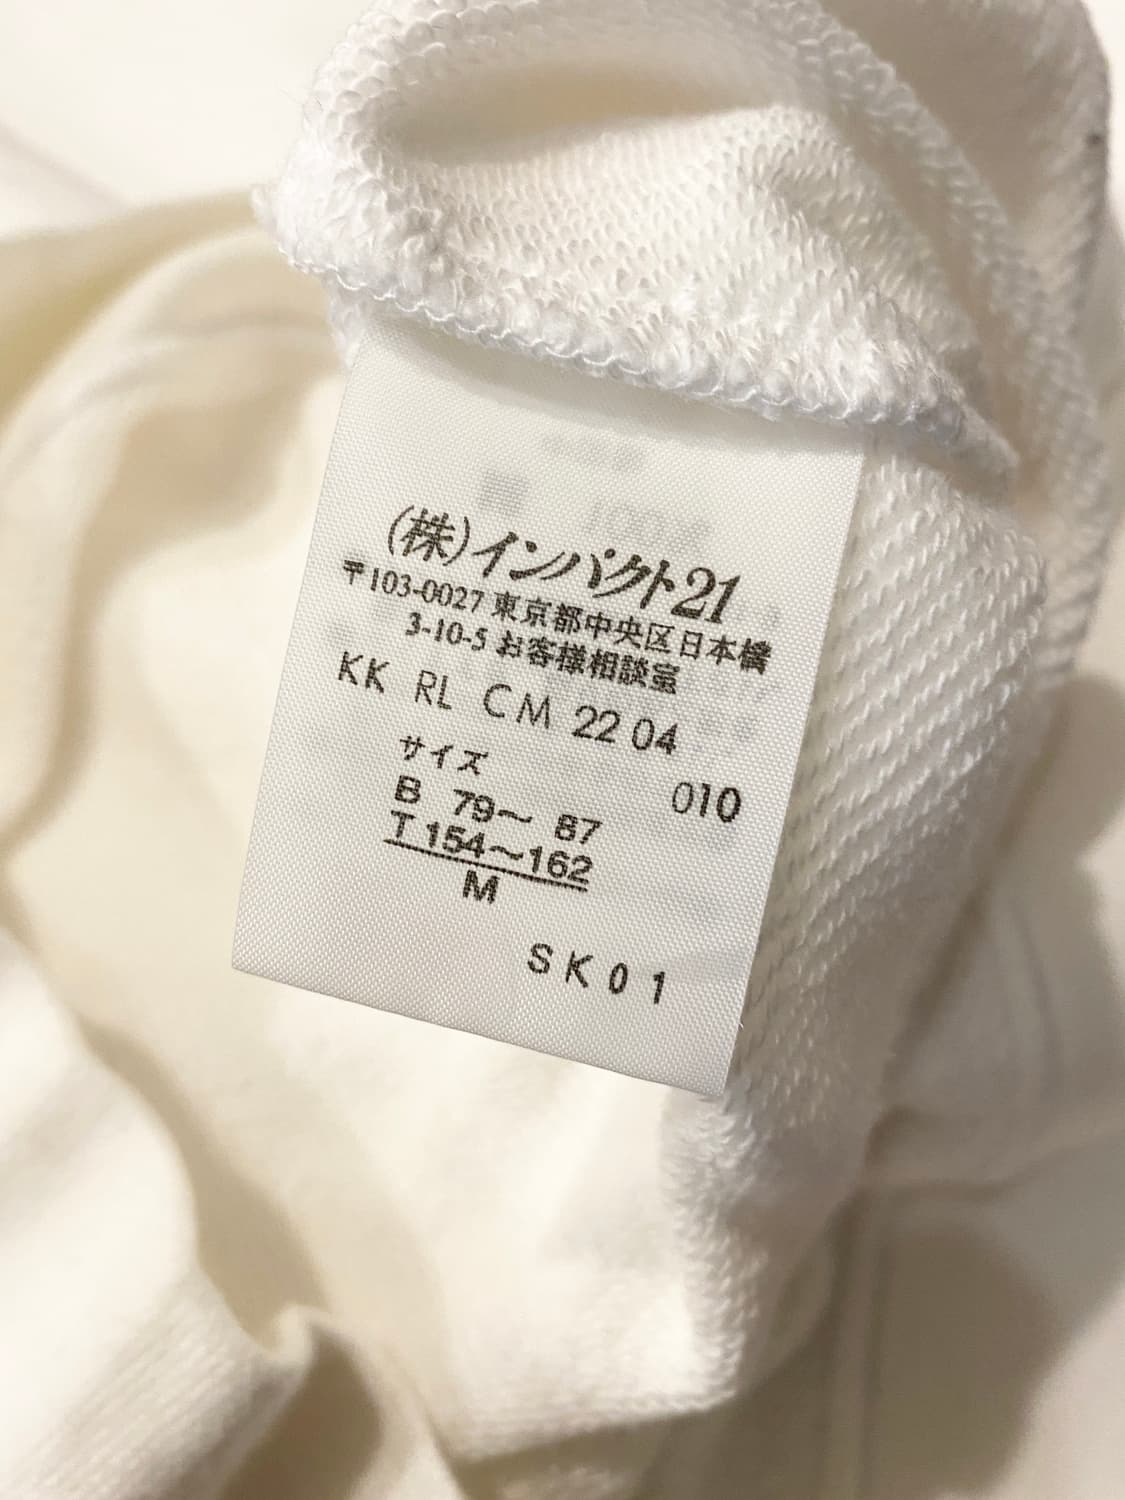 (株)インパクト21
〒103-0027 東京都中央区日本橋
3-10-5 お客様相談室
KK RL CM 22 04
010
サイズ
B 79～ 87
T 154～162
M
SK01